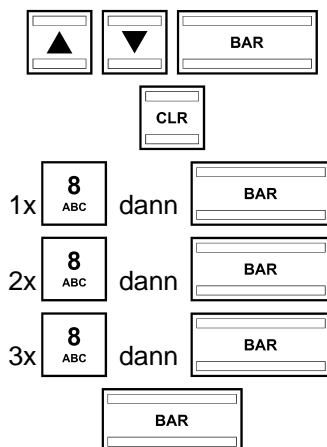 ▲ ▼ BAR
CLR
1x 8 ABC dann BAR
2x 8 ABC dann BAR
3x 8 ABC dann BAR
BAR